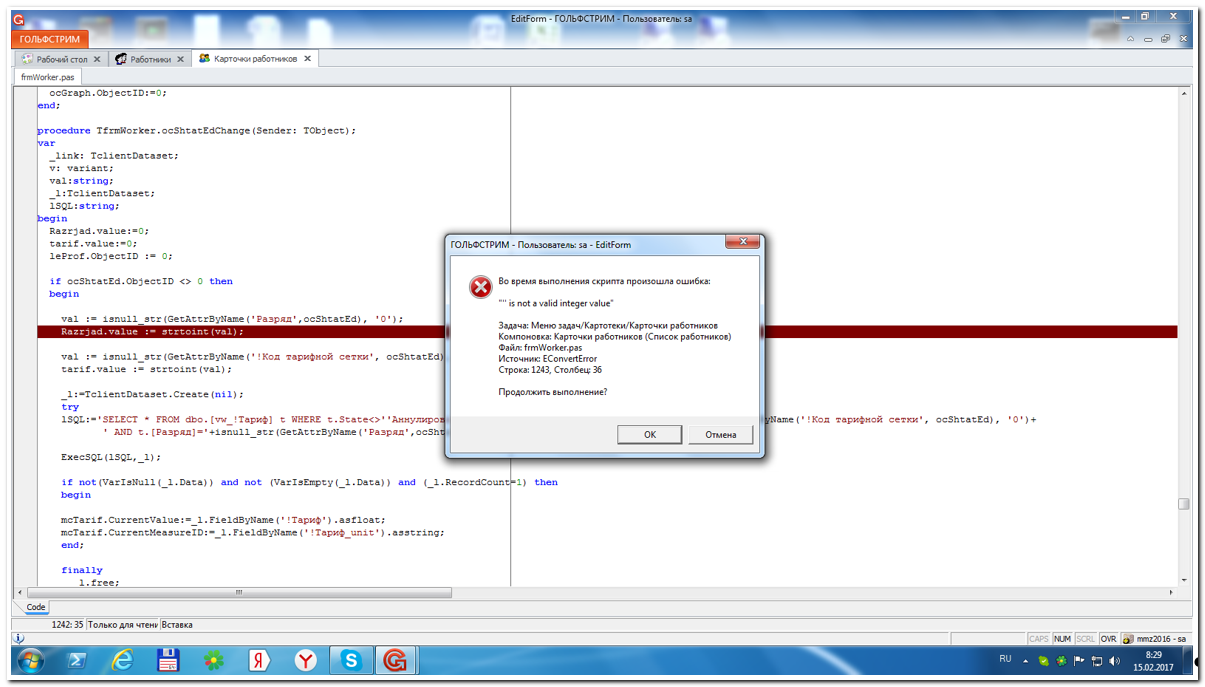 EditForm - ГОЛЬФСТРИМ - Пользователь: sa
ГОЛЬФСТРИМ
Рабочий стол
Работники
Карточки работников
frmWorker.pas
ocGraph.ObjectID:=0;
end;
procedure TfrmWorker.ocShtatEdChange(Sender: TObject);
var
_link: TclientDataset;
v: variant;
val:string;
_l:TclientDataset;
lSQL:string;
begin
Razrjad.value:=0;
tarif.value:=0;
leProf.ObjectID := 0;
if ocShtatEd.ObjectID <> 0 then
begin
val := isnull_str(GetAttrByName('Разряд',ocShtatEd), '0');
Razrjad.value := strtoint(val);
val := isnull_str(GetAttrByName('!Код тарифной сетки', ocShtatEd)
tarif.value := strtoint(val);
_l:=TclientDataset.Create(nil);
try
lSQL:='SELECT * FROM dbo.[vw_!Тариф] t WHERE t.State<>''Аннулиров yName('!Код тарифной сетки', ocShtatEd), '0')+
' AND t.[Разряд]='+isnull_str(GetAttrByName('Разряд',ocSht
ExecSQL(lSQL,_l);
if not(VarIsNull(_l.Data)) and not (VarIsEmpty(_l.Data)) and (_l.RecordCount=1) then
begin
mcTarif.CurrentValue:=_l.FieldByName('!Тариф').asfloat;
mcTarif.CurrentMeasureID:=_l.FieldByName('!Тариф_unit').asstring;
end;
finally
_l.free;
ГОЛЬФСТРИМ - Пользователь: sa - EditForm
Во время выполнения скрипта произошла ошибка:
"'' is not a valid integer value"
Задача: Меню задач/Картотеки/Карточки работников
Компоновка: Карточки работников (Список работников)
Файл: frmWorker.pas
Источник: EConvertError
Строка: 1243, Столбец: 36
Продолжить выполнение?
OK
Отмена
Code
1242: 35 Только для чтени Вставка
CAPS NUM SCRL OVR mmz2016 - sa
RU
8:29
15.02.2017